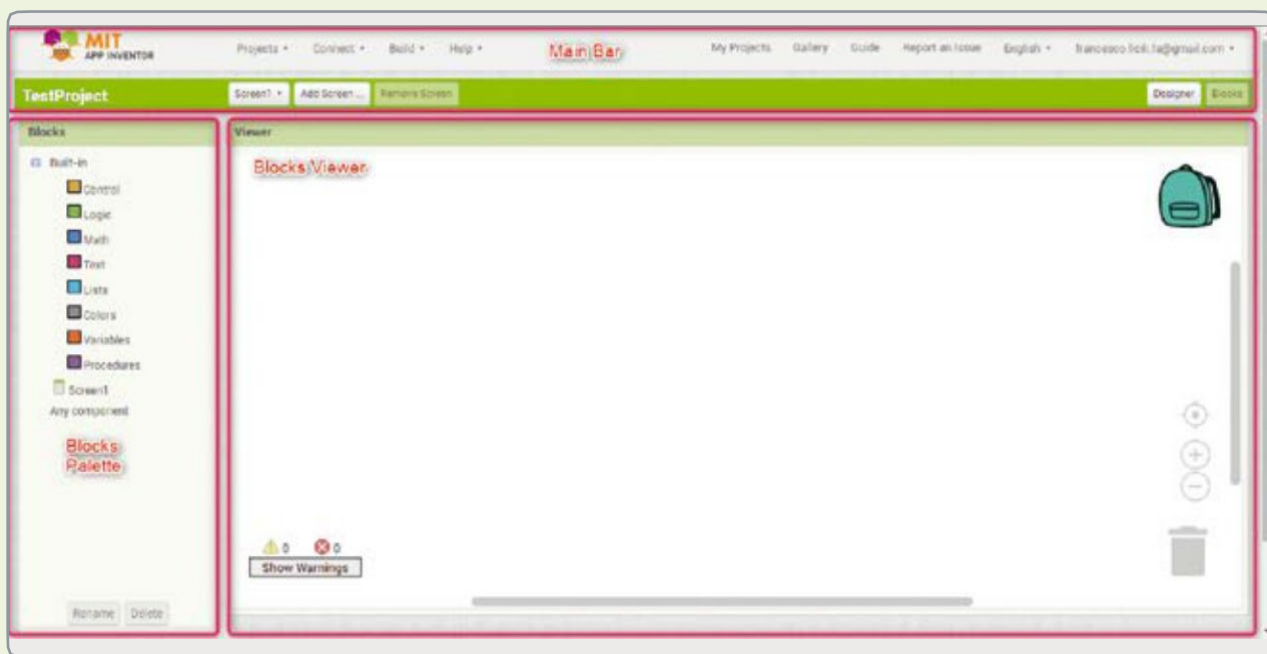 MIT
APP INVENTOR
Projects Connect Build Help Main Bar My Projects Gallery Guide Report an Issue English
TestProject Screen1 Add Screen ... Remove Screen Designer Blocks
Blocks
Built-in
Control
Logic
Math
Text
Lists
Colors
Variables
Procedures
Screen1
Any component
Blocks
Palette
Rename Delete
Viewer
Blocks Viewer
0 0
Show Warnings